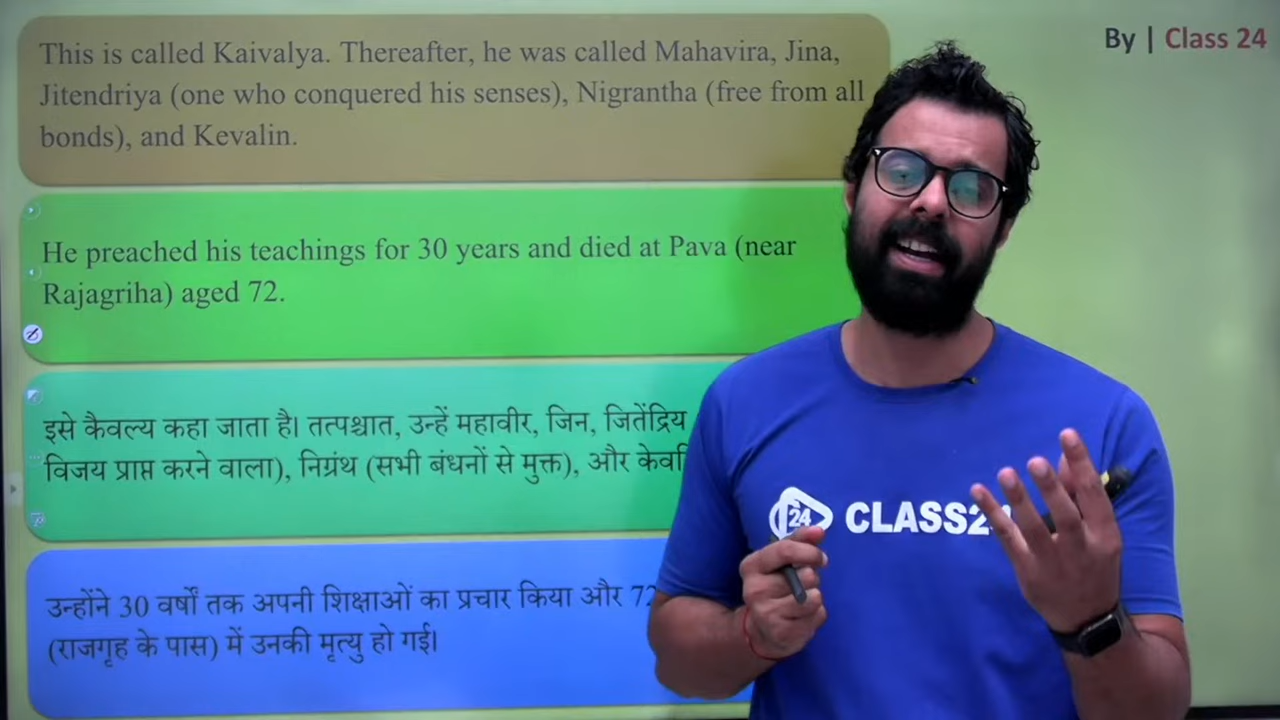 By | Class 24
This is called Kaivalya. Thereafter, he was called Mahavira, Jina,
Jitendriya (one who conquered his senses), Nigrantha (free from all
bonds), and Kevalin.
He preached his teachings for 30 years and died at Pava (near
Rajagriha) aged 72.
इसे कैवल्य कहा जाता है। तत्पश्चात, उन्हें महावीर, जिन, जितेंद्रिय
विजय प्राप्त करने वाला), निग्रंथ (सभी बंधनों से मुक्त), और
उन्होंने 30 वर्षों तक अपनी शिक्षाओं का प्रचार किया और 72
(राजगृह के पास) में उनकी मृत्यु हो गई।
24 CLASS24